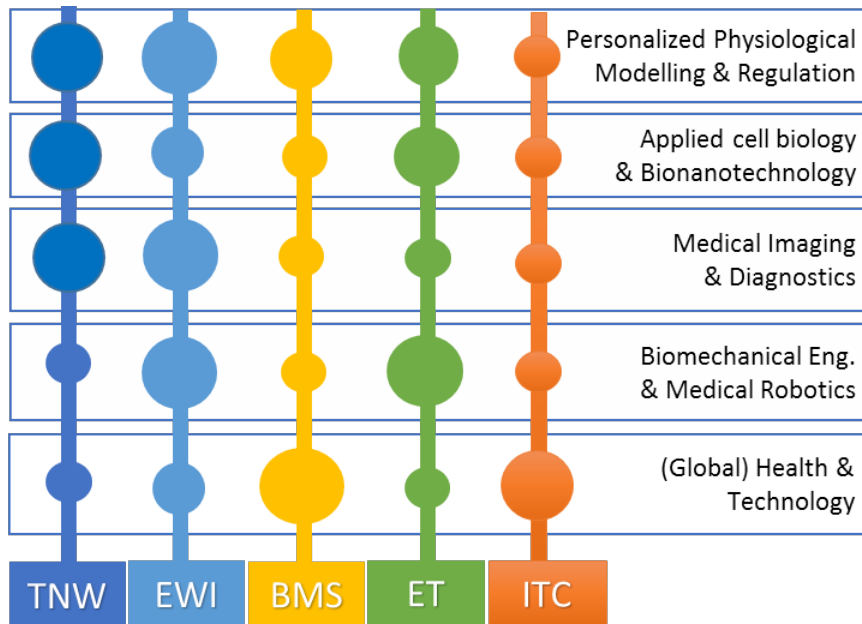 Personalized Physiological
Modelling & Regulation
Applied cell biology
& Bionanotechnology
Medical Imaging
& Diagnostics
Biomechanical Eng.
& Medical Robotics
(Global) Health &
Technology
TNW EWI BMS ET ITC